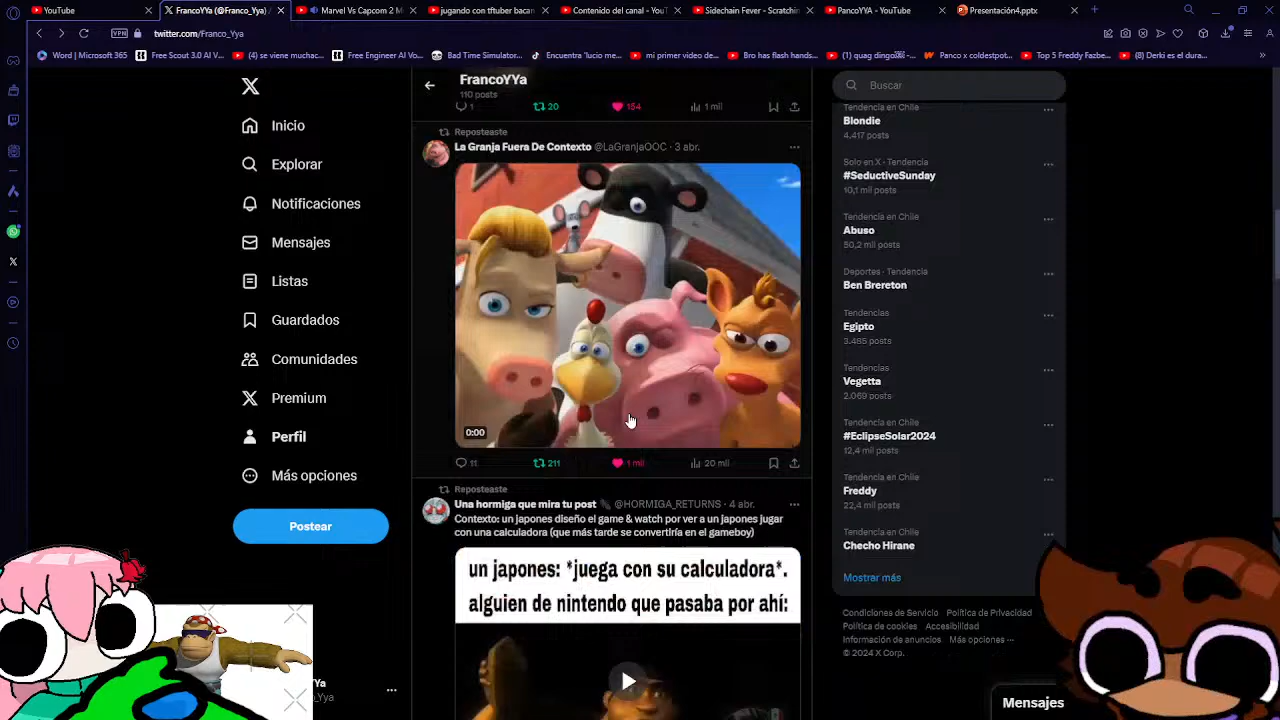 YouTube
FrancoYYa (@Franco_Yya) /
Marvel Vs Capcom 2 M
jugando con tftuber bacan
Contenido del canal - YouT
Sidechain Fever - Scratchin
PancoYYA - YouTube
Presentación4.pptx
VPN
twitter.com/Franco_Yya
Word | Microsoft 365
Free Scout 3.0 AI V...
(4) se viene muchac...
Free Engineer AI Vo...
Bad Time Simulator...
Encuentra 'lucio me...
mi primer video de...
Bro has flash hands...
Panco x coldestpot...
Top 5 Freddy Fazbe...
(8) Derki es el dura...
X
Inicio
Explorar
Notificaciones
Mensajes
Listas
Guardados
Comunidades
Premium
Perfil
Más opciones
Postear
Ya
_Yya
FrancoYYa
110 posts
1
20
154
1 mil
Reposteaste
La Granja Fuera De Contexto @LaGranjaOOC · 3 abr.
0:00
11
211
1 mil
20 mil
Reposteaste
Una hormiga que mira tu post @HORMIGA_RETURNS · 4 abr.
Contexto: un japones diseño el game & watch por ver a un japones jugar
con una calculadora (que más tarde se convertiría en el gameboy)
un japones: *juega con su calculadora*.
alguien de nintendo que pasaba por ahi:
Buscar
Tendencia en Chile
Blondie
4.417 posts
Solo en X · Tendencia
#SeductiveSunday
10,1 mil posts
Tendencia en Chile
Abuso
50,2 mil posts
Deportes · Tendencia
Ben Brereton
Tendencias
Egipto
3.485 posts
Tendencias
Vegetta
2.069 posts
Tendencia en Chile
#EclipseSolar2024
12,4 mil posts
Tendencia en Chile
Freddy
22,4 mil posts
Tendencia en Chile
Checho Hirane
Mostrar más
Condiciones de Servicio Política de Privacidad
Política de cookies Accesibilidad
Información de anuncios Más opciones ...
© 2024 X Corp.
Mensajes